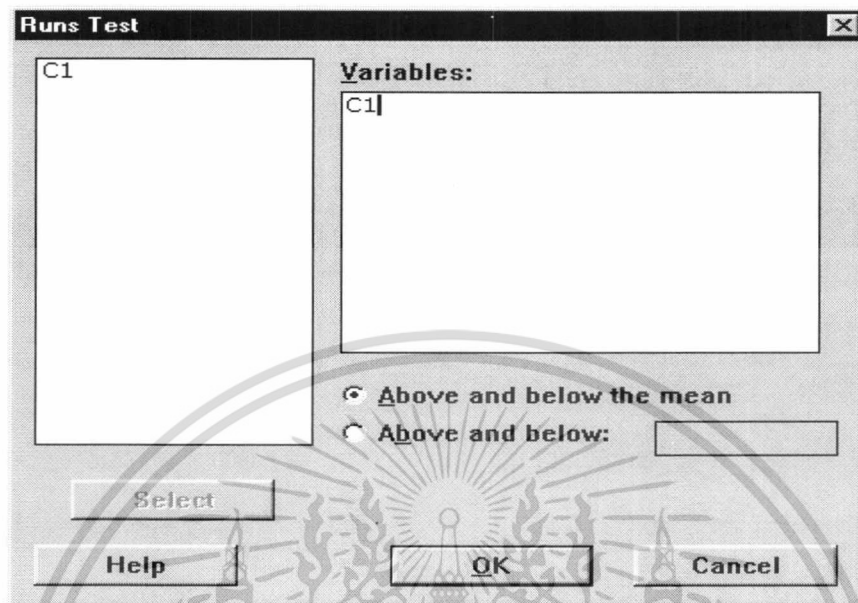 Runs Test
C1
Variables:
C1
Above and below the mean
Above and below:
Select
Help
OK
Cancel